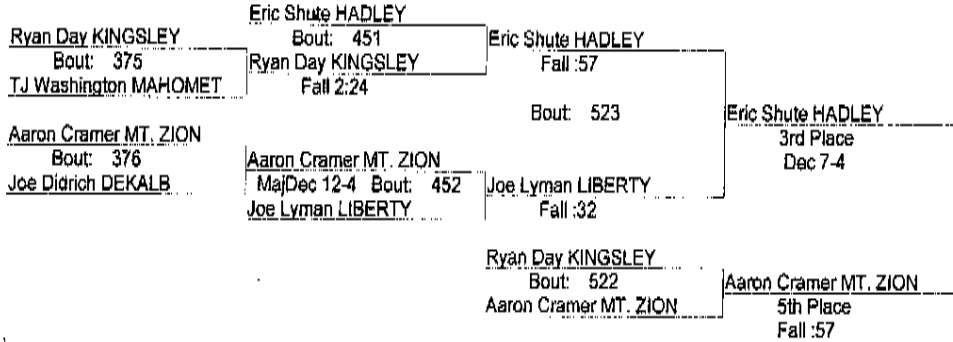 Eric Shute HADLEY
Ryan Day KINGSLEY
Bout: 451
Eric Shute HADLEY
Bout: 375
Ryan Day KINGSLEY
Fall :57
TJ Washington MAHOMET
Fall 2:24
Bout: 523
Eric Shute HADLEY
Aaron Cramer MT. ZION
3rd Place
Bout: 376
Aaron Cramer MT. ZION
Dec 7-4
Joe Didrich DEKALB
MajDec 12-4 Bout: 452
Joe Lyman LIBERTY
Joe Lyman LIBERTY
Fall :32
Ryan Day KINGSLEY
Bout: 522
Aaron Cramer MT. ZION
Aaron Cramer MT. ZION
5th Place
Fall :57